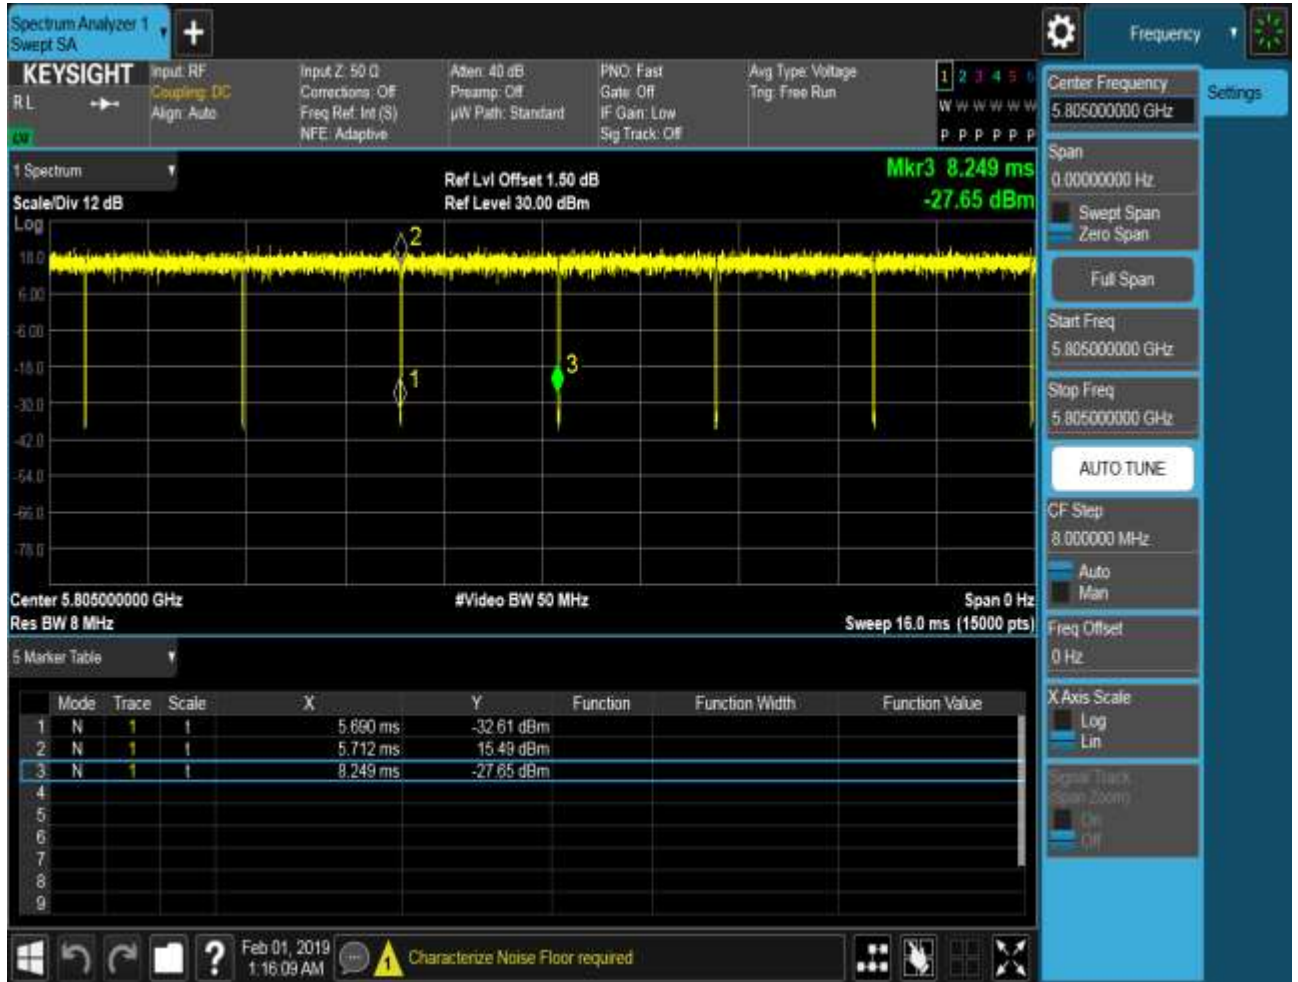 Spectrum Analyzer 1
Swept SA
Frequency
KEYSIGHT
RL
Input: RF
Coupling: DC
Align: Auto
Input Z: 50 Ω
Corrections: Off
Freq Ref: Int (S)
NFE: Adaptive
Atten: 40 dB
Preamp: Off
µW Path: Standard
PNO: Fast
Gate: Off
IF Gain: Low
Sig Track: Off
Avg Type: Voltage
Trig: Free Run
1 2 3 4 5 6
W W W W W W
P P P P P P
1 Spectrum
Scale/Div 12 dB
Ref Lvl Offset 1.50 dB
Ref Level 30.00 dBm
Mkr3 8.249 ms
-27.65 dBm
Log
18.0
6.00
-6.00
-18.0
-30.0
-42.0
-54.0
-66.0
-78.0
2
1
3
Center 5.805000000 GHz
#Video BW 50 MHz
Span 0 Hz
Res BW 8 MHz
Sweep 16.0 ms (15000 pts)
5 Marker Table
Mode Trace Scale X Y Function Function Width Function Value
1 N 1 t 5.690 ms -32.61 dBm
2 N 1 t 5.712 ms 15.49 dBm
3 N 1 t 8.249 ms -27.65 dBm
4
5
6
7
8
9
Feb 01, 2019
1:16:09 AM
1
Characterize Noise Floor required
Center Frequency
5.805000000 GHz
Settings
Span
0.00000000 Hz
Swept Span
Zero Span
Full Span
Start Freq
5.805000000 GHz
Stop Freq
5.805000000 GHz
AUTO TUNE
CF Step
8.000000 MHz
Auto
Man
Freq Offset
0 Hz
X Axis Scale
Log
Lin
Signal Track
(Span Zoom)
On
Off